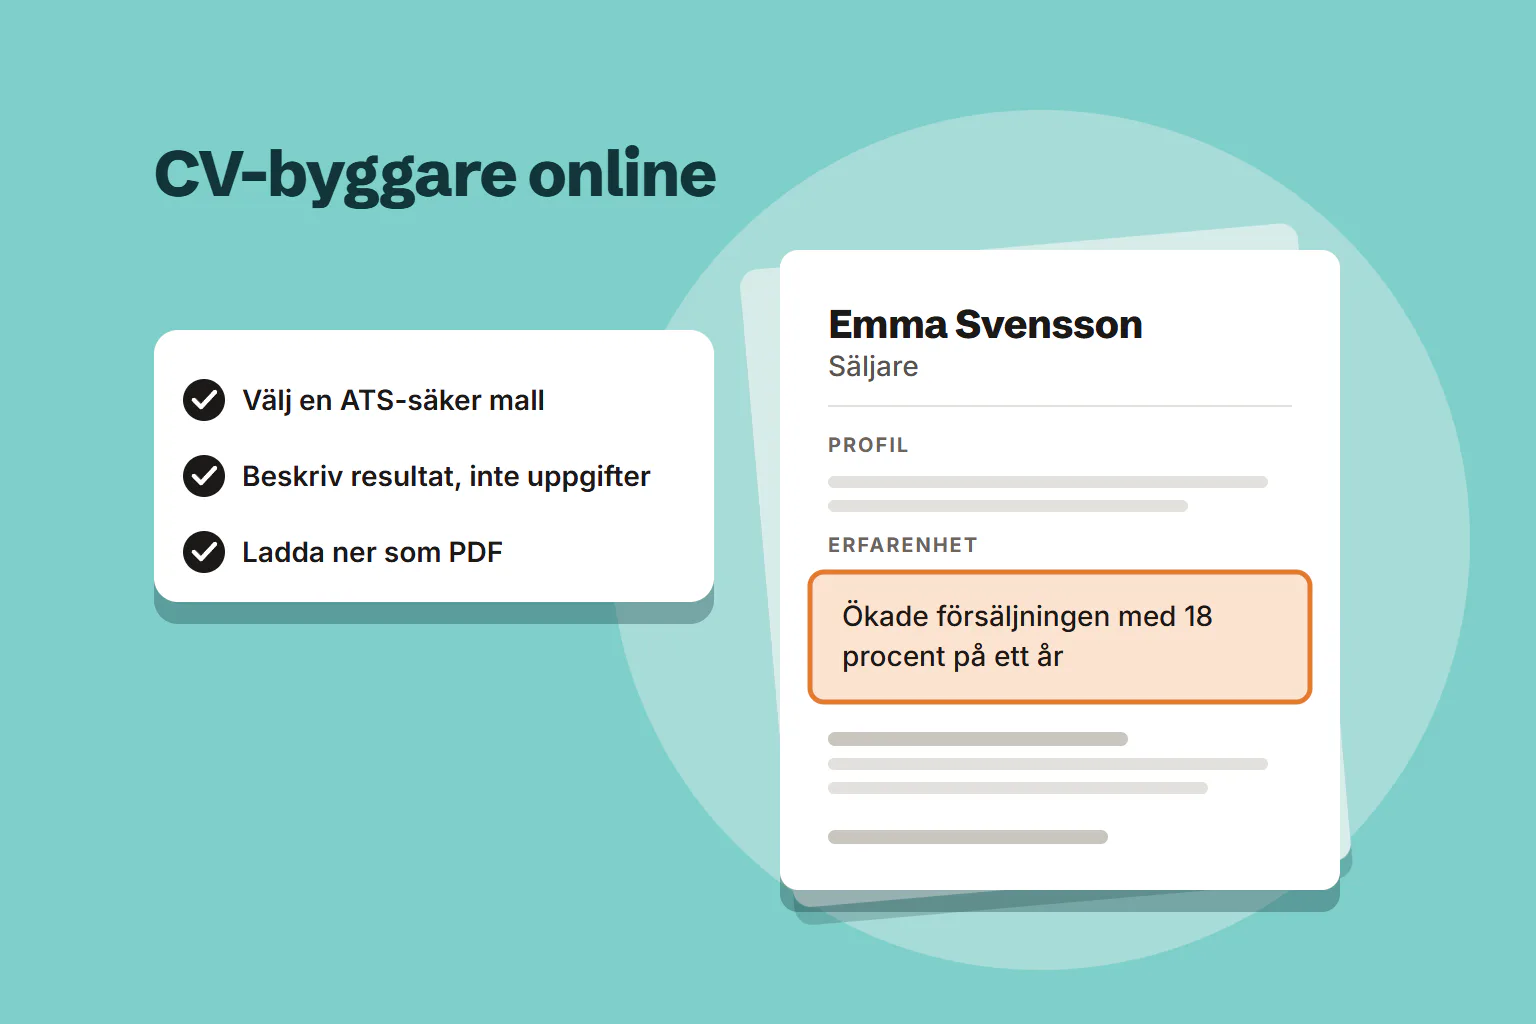 CV-byggare online
Välj en ATS-säker mall
Beskriv resultat, inte uppgifter
Ladda ner som PDF
Emma Svensson
Säljare
PROFIL
ERFARENHET
Ökade försäljningen med 18
procent på ett år